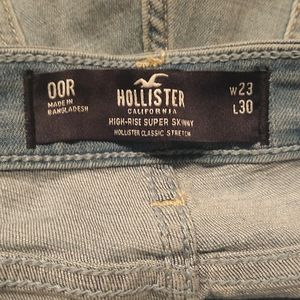 00R
MADE IN
BANGLADESH
HOLLISTER
CALIFORNIA
HIGH-RISE SUPER SKINNY
HOLLISTER CLASSIC STRETCH
W23
L30